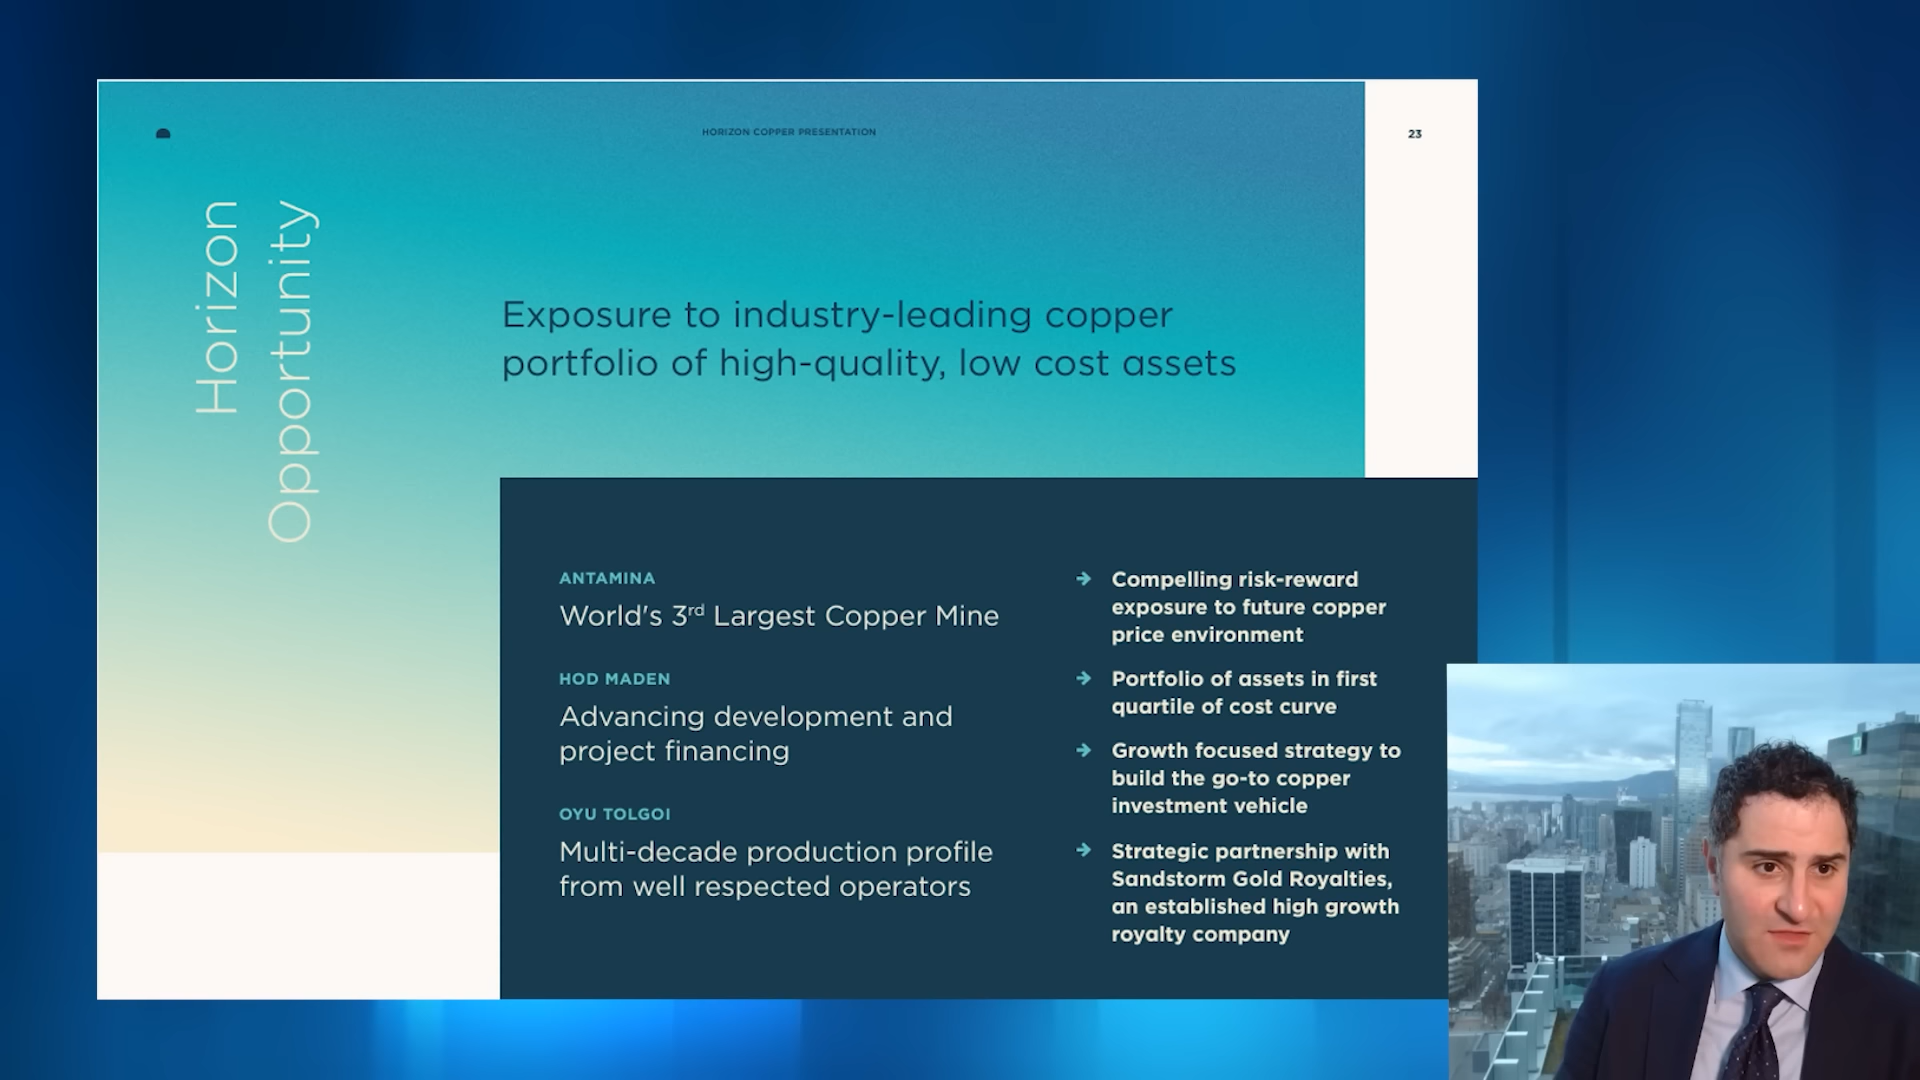 HORIZON COPPER PRESENTATION
23
Horizon
Opportunity
Exposure to industry-leading copper
portfolio of high-quality, low cost assets
ANTAMINA
World's 3rd Largest Copper Mine
HOD MADEN
Advancing development and
project financing
OYU TOLGOI
Multi-decade production profile
from well respected operators
→ Compelling risk-reward
exposure to future copper
price environment
→ Portfolio of assets in first
quartile of cost curve
→ Growth focused strategy to
build the go-to copper
investment vehicle
→ Strategic partnership with
Sandstorm Gold Royalties,
an established high growth
royalty company